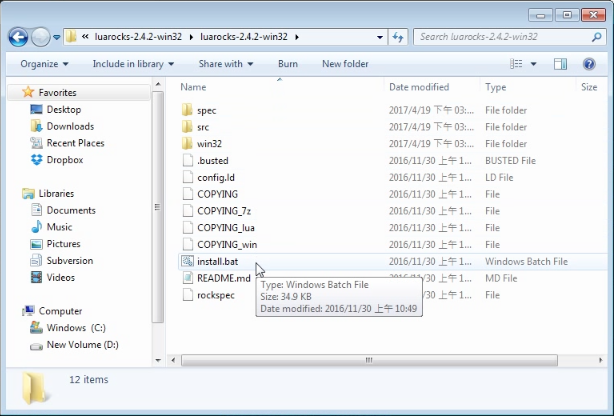 luarocks-2.4.2-win32 luarocks-2.4.2-win32 Search luarocks-2.4.2-win32
Organize Include in library Share with Burn New folder
Favorites
Desktop
Downloads
Recent Places
Dropbox
Libraries
Documents
Music
Pictures
Subversion
Videos
Computer
Windows (C:)
New Volume (D:)
Name Date modified Type Size
spec 2017/4/19 下午 03:... File folder
src 2017/4/19 下午 03:... File folder
win32 2017/4/19 下午 03:... File folder
.busted 2016/11/30 上午 1... BUSTED File
config.ld 2016/11/30 上午 1... LD File
COPYING 2016/11/30 上午 1... File
COPYING_7z 2016/11/30 上午 1... File
COPYING_lua 2016/11/30 上午 1... File
COPYING_win 2016/11/30 上午 1... File
install.bat 2016/11/30 上午 1... Windows Batch File
README.md 2016/11/30 上午 1... MD File
rockspec 2016/11/30 上午 1... File
Type: Windows Batch File
Size: 34.9 KB
Date modified: 2016/11/30 上午 10:49
12 items